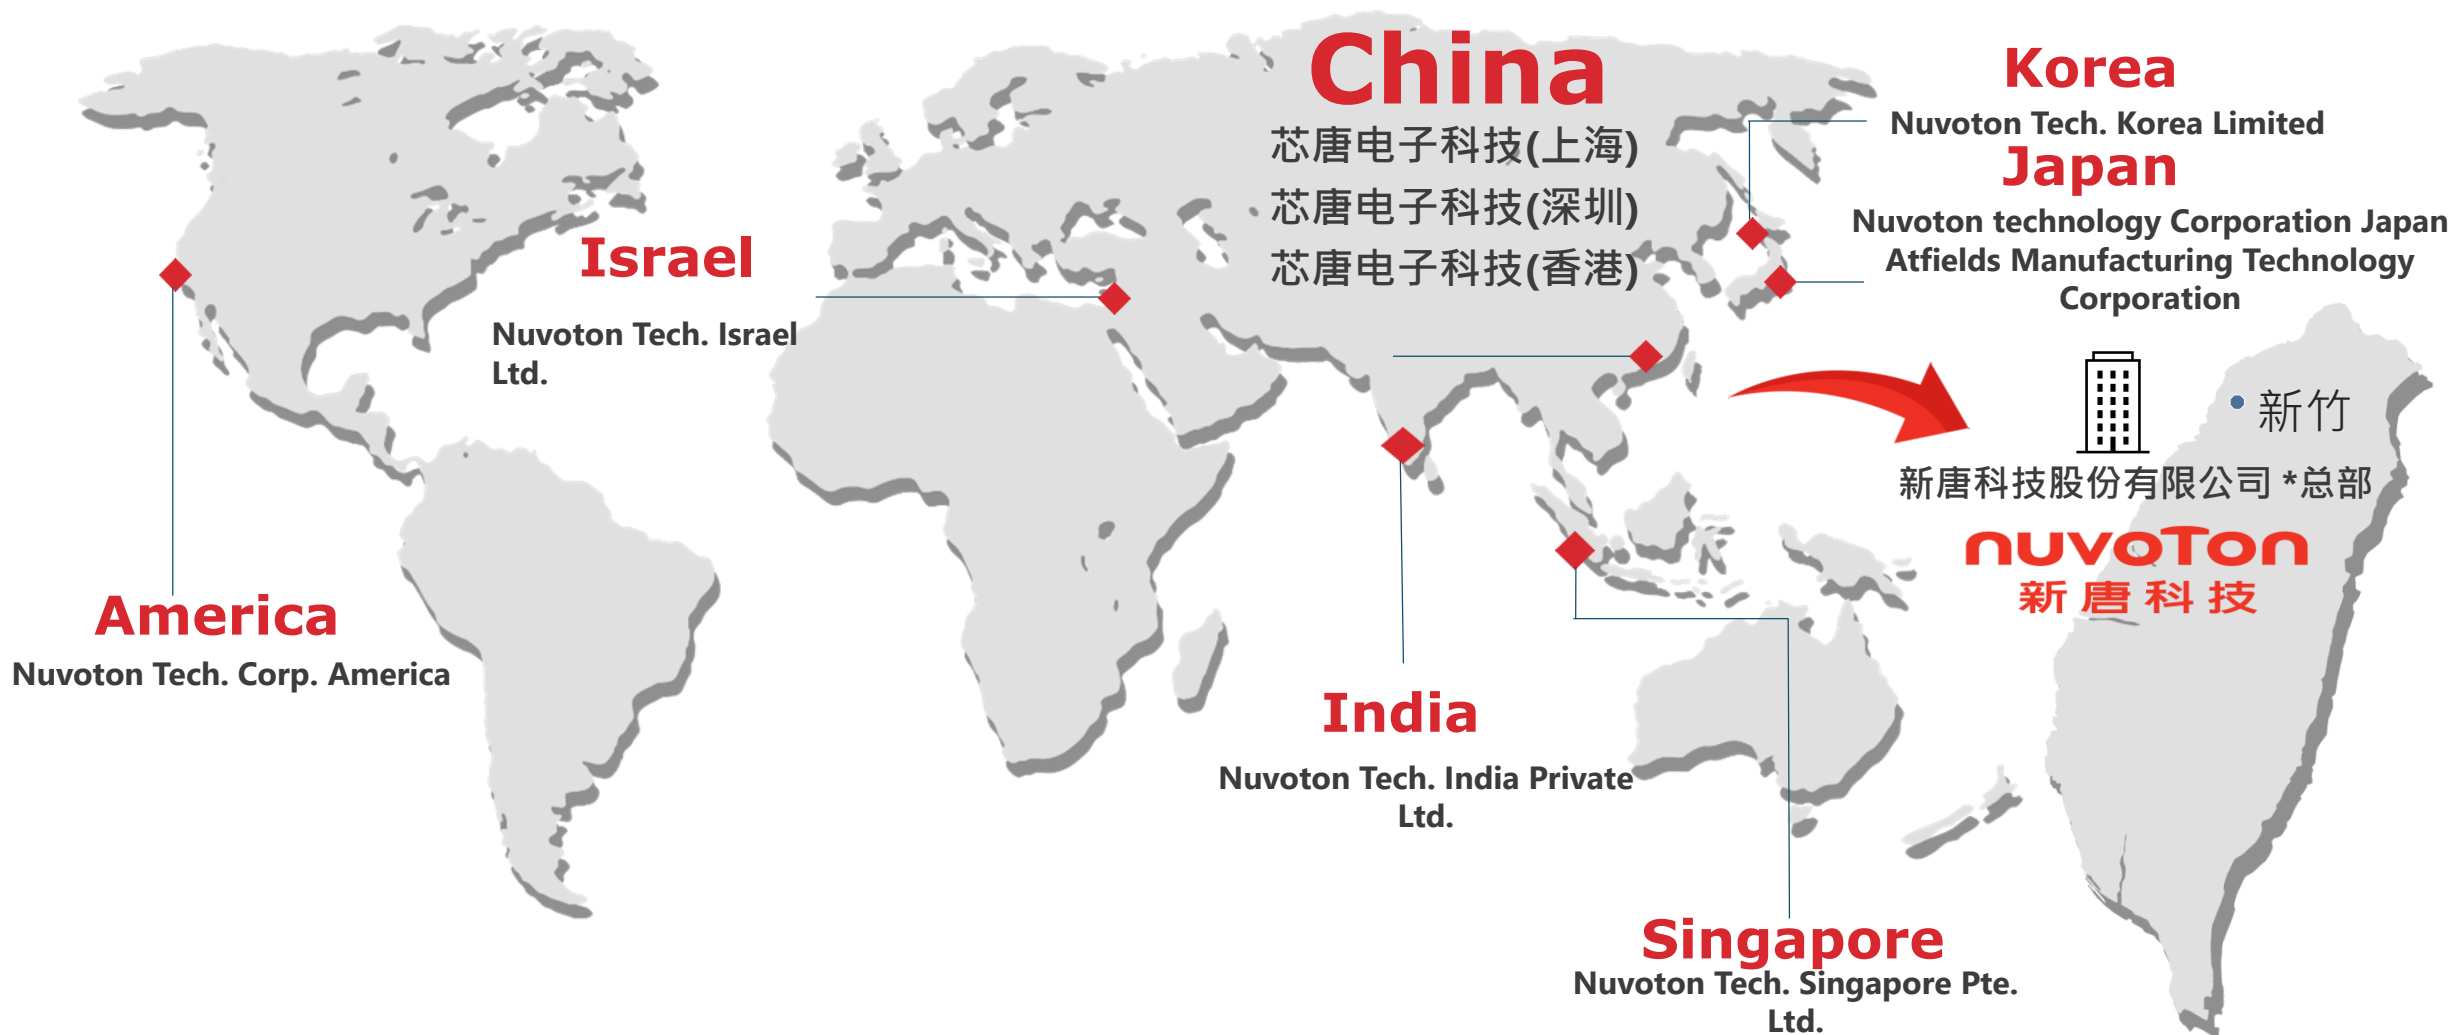 China
芯唐电子科技(上海)
芯唐电子科技(深圳)
芯唐电子科技(香港)
Korea
Nuvoton Tech. Korea Limited
Japan
Nuvoton technology Corporation Japan
Atfields Manufacturing Technology
Corporation
Israel
Nuvoton Tech. Israel
Ltd.
新竹
新唐科技股份有限公司 *总部
nuvoTon
新唐科技
America
Nuvoton Tech. Corp. America
India
Nuvoton Tech. India Private
Ltd.
Singapore
Nuvoton Tech. Singapore Pte.
Ltd.